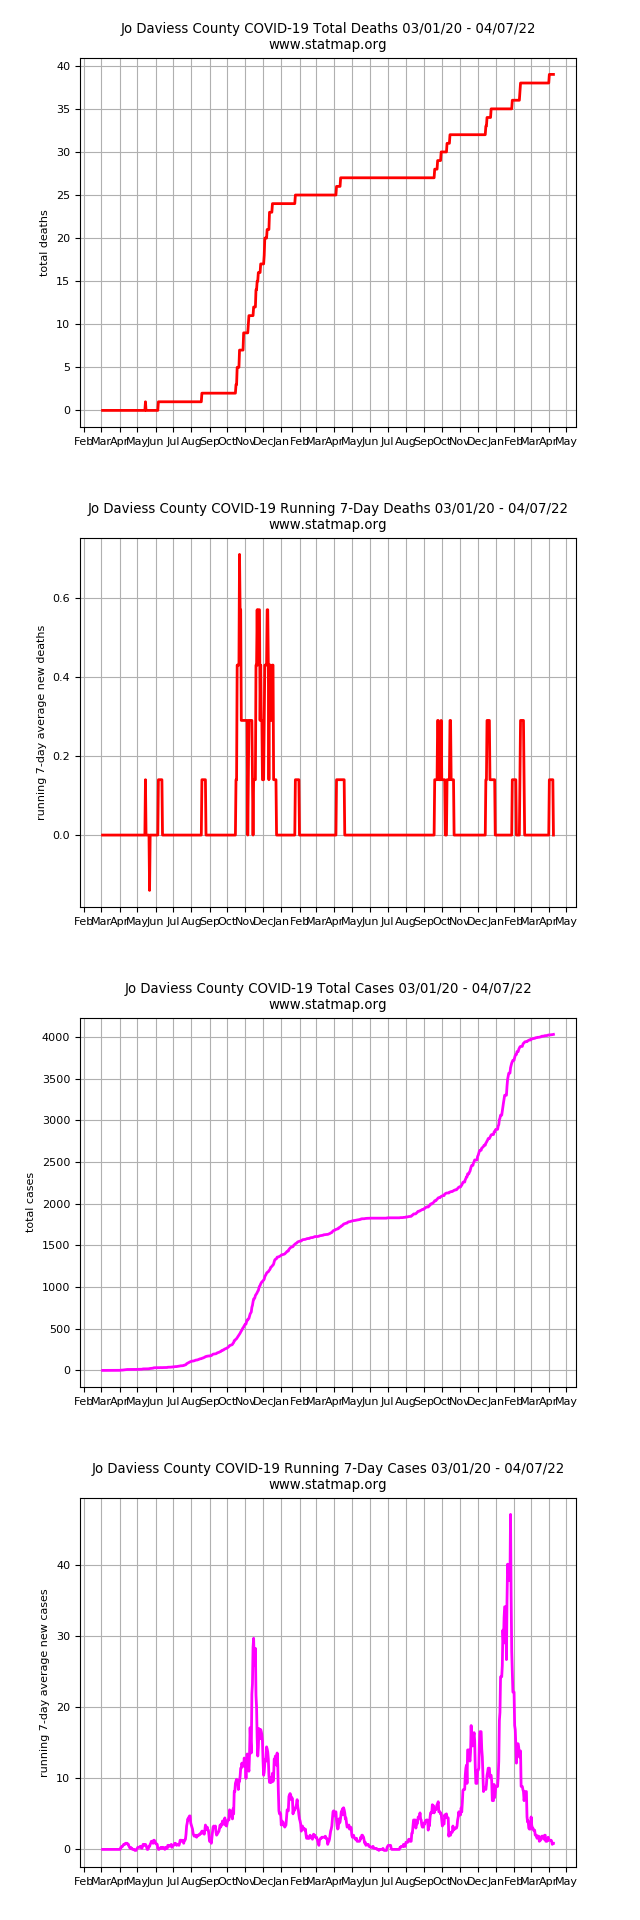 Jo Daviess County COVID-19 Total Deaths 03/01/20 - 04/07/22
www.statmap.org
40
35
30
25
20
15
10
5
0
total deaths
Feb Mar Apr May Jun Jul Aug Sep Oct Nov Dec Jan Feb Mar Apr May Jun Jul Aug Sep Oct Nov Dec Jan Feb Mar Apr May
Jo Daviess County COVID-19 Running 7-Day Deaths 03/01/20 - 04/07/22
www.statmap.org
0.6
0.4
0.2
0.0
running 7-day average new deaths
Feb Mar Apr May Jun Jul Aug Sep Oct Nov Dec Jan Feb Mar Apr May Jun Jul Aug Sep Oct Nov Dec Jan Feb Mar Apr May
Jo Daviess County COVID-19 Total Cases 03/01/20 - 04/07/22
www.statmap.org
4000
3500
3000
2500
2000
1500
1000
500
0
total cases
Feb Mar Apr May Jun Jul Aug Sep Oct Nov Dec Jan Feb Mar Apr May Jun Jul Aug Sep Oct Nov Dec Jan Feb Mar Apr May
Jo Daviess County COVID-19 Running 7-Day Cases 03/01/20 - 04/07/22
www.statmap.org
40
30
20
10
0
running 7-day average new cases
Feb Mar Apr May Jun Jul Aug Sep Oct Nov Dec Jan Feb Mar Apr May Jun Jul Aug Sep Oct Nov Dec Jan Feb Mar Apr May